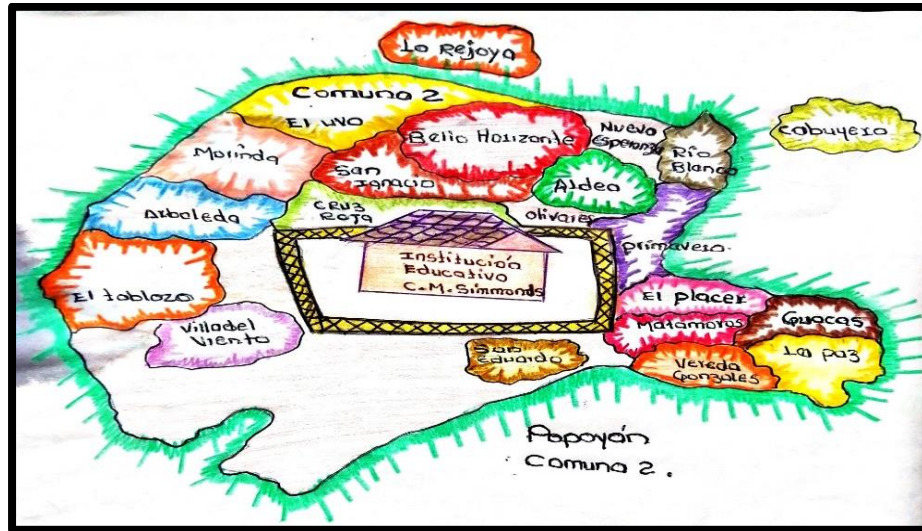 La Rejoya
Comuna 2
El uvo
Bello Horizonte
Nueva
Esperanza
Río
Blanco
Cabuyero
Morinda
San
Ignacio
Aldea
Arboleda
CRUZ
ROJA
olivares
primavera.
Institución
Educativo
C.M. Simmonds
El tablazo
El placer
Villa del
Viento
Matamoros
Guacas
San
Eduardo
La paz
Vereda
Gonzales
Popayán
Comuna 2.